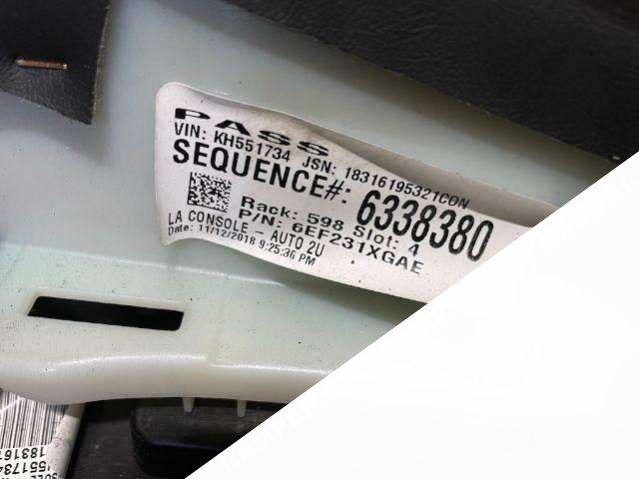 PASS
VIN: KH551734 JSN: 18316195321CON
SEQUENCE#: 6338380
Rack: 598 Slot: 4
P/N: 6EF231XGAE
LA CONSOLE - AUTO 2U
Date: 11/12/2018 9:25:36 PM